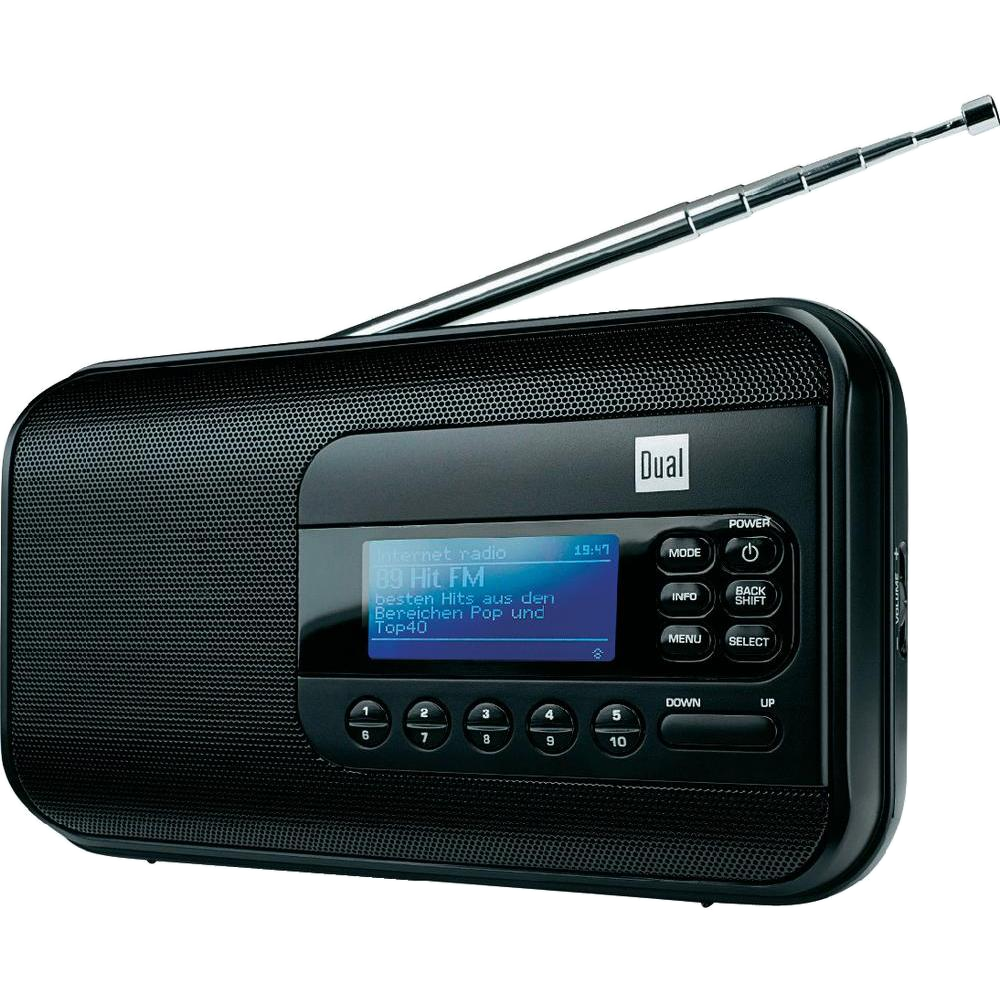 Dual
POWER
Internet radio 19:47
89 Hit FM
besten Hits aus den
Bereichen Pop und
Top40
MODE
INFO
BACK
SHIFT
MENU
SELECT
VOLUME
DOWN UP
1 2 3 4 5
6 7 8 9 10